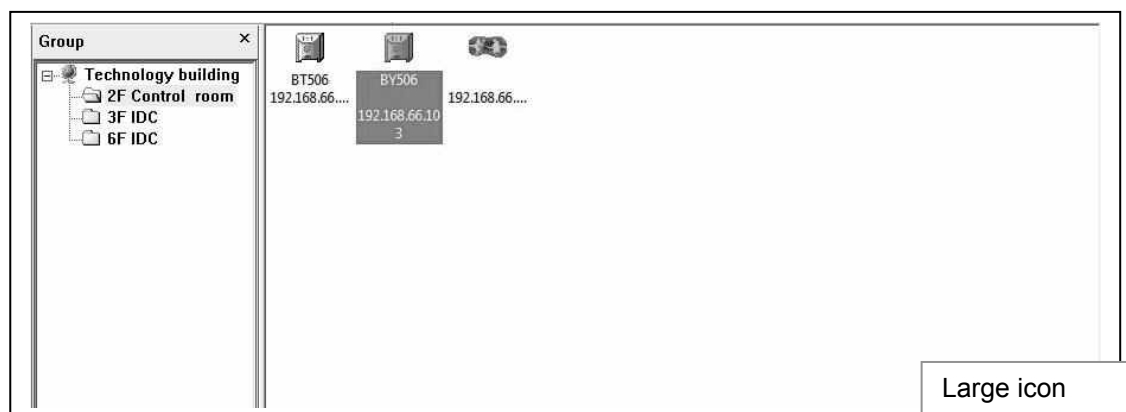 Group ×
Technology building
2F Control room
3F IDC
6F IDC
BT506
192.168.66....
BY506
192.168.66.10
3
192.168.66....
Large icon